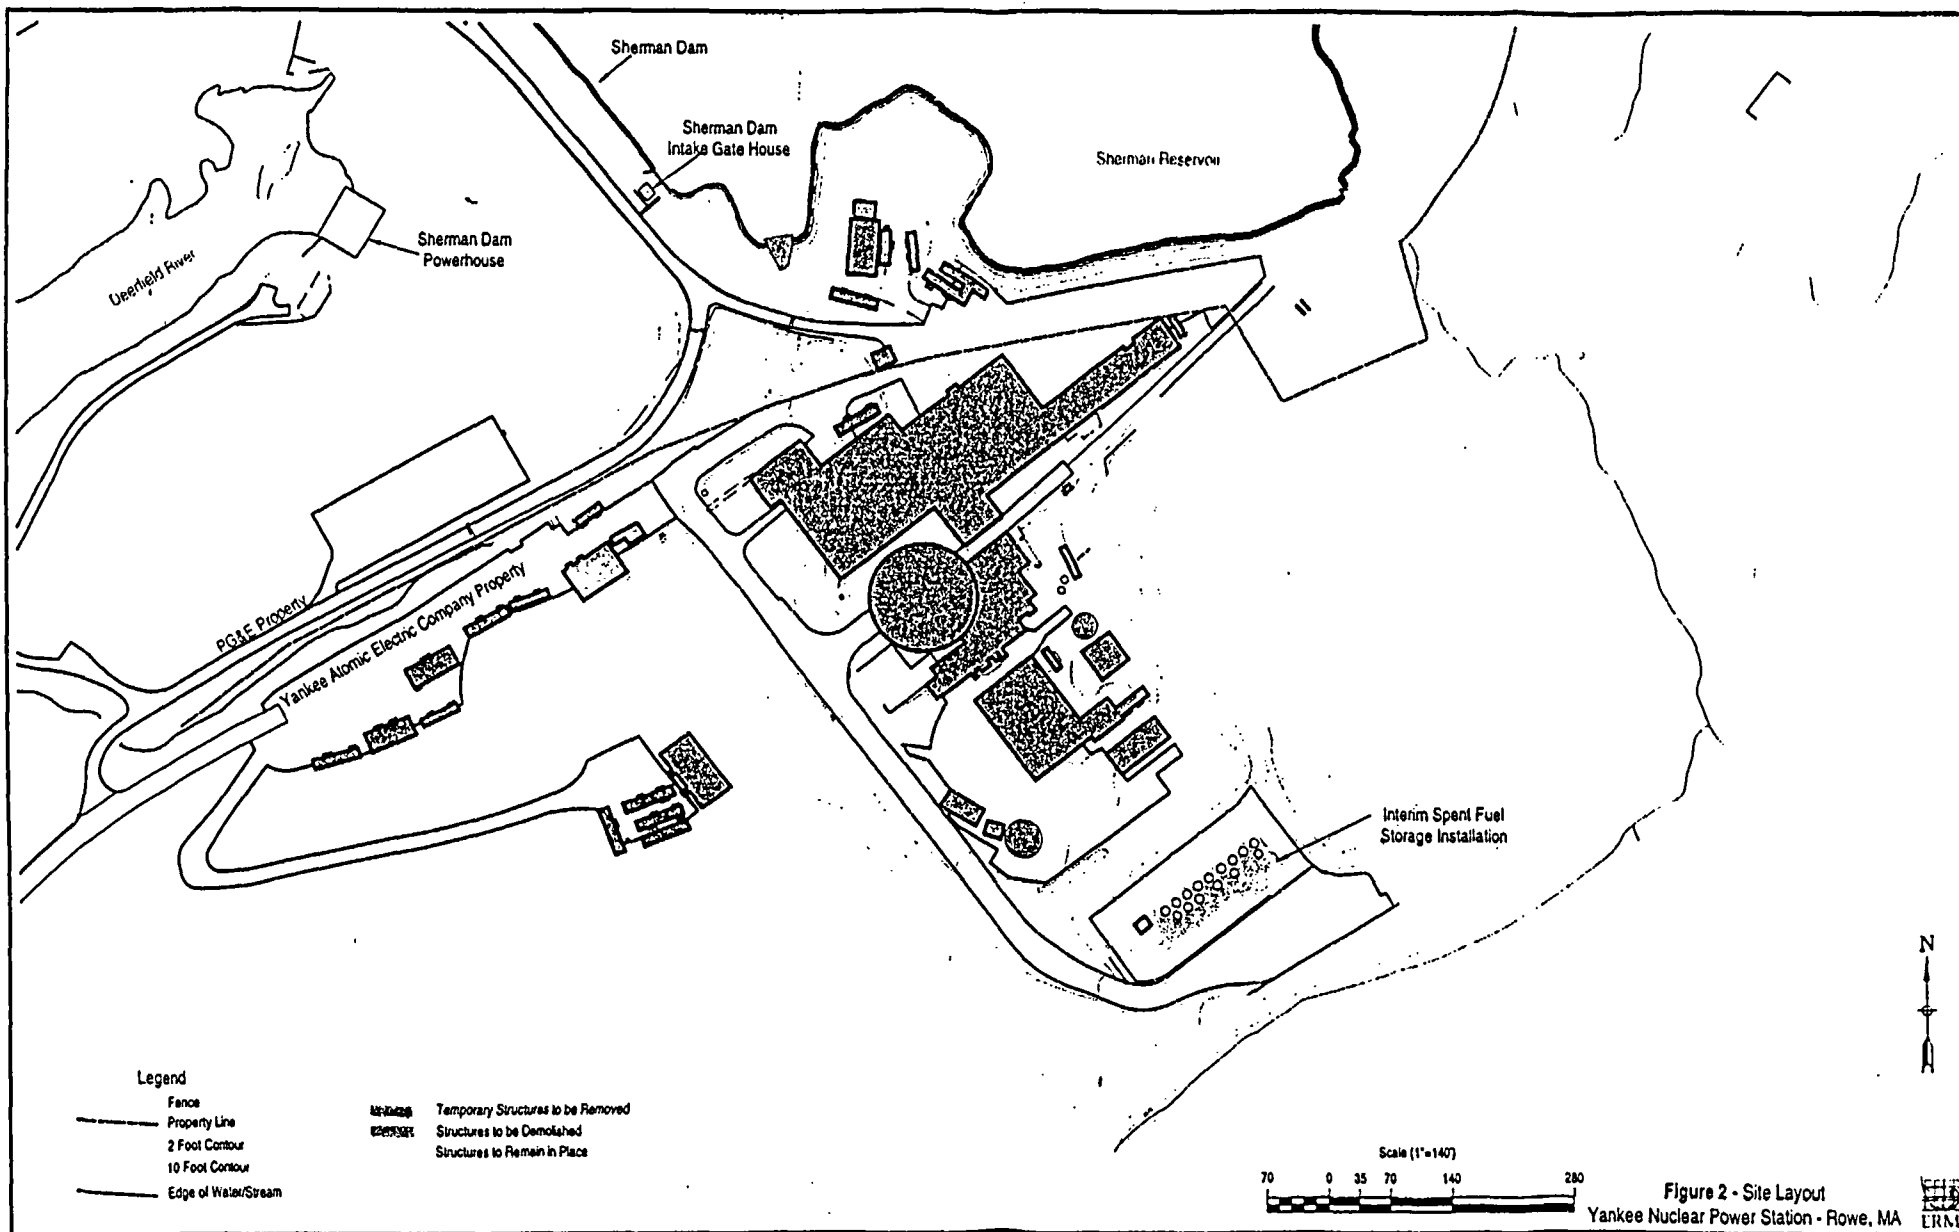 Sherman Dam
Sherman Dam
Intake Gate House
Sherman Reservoir
Sherman Dam
Powerhouse
Deerfield River
PG&E Property
Yankee Atomic Electric Company Property
Interim Spent Fuel
Storage Installation
N
Legend
Fence
Property Line
2 Foot Contour
10 Foot Contour
Edge of Water/Stream
Temporary Structures to be Removed
Structures to be Demolished
Structures to Remain in Place
Scale (1"=140')
70 0 35 70 140 280
Figure 2 - Site Layout
Yankee Nuclear Power Station - Rowe, MA
ERM